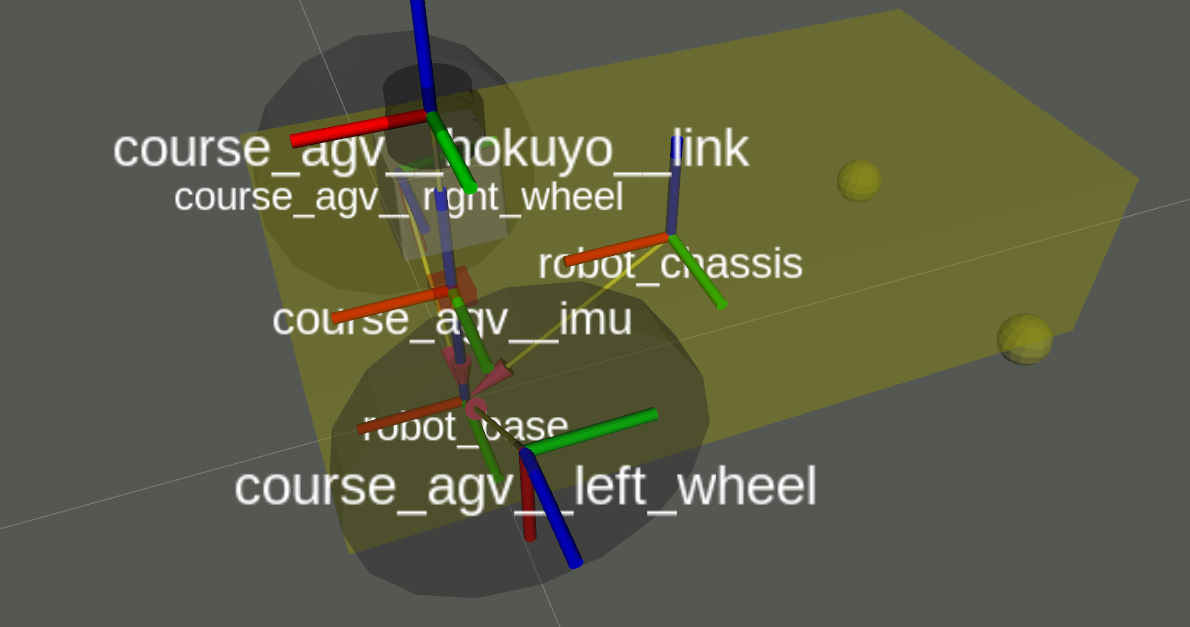 course_agv__hokuyo__link
course_agv__right_wheel
robot_chassis
course_agv__imu
robot_base
course_agv__left_wheel